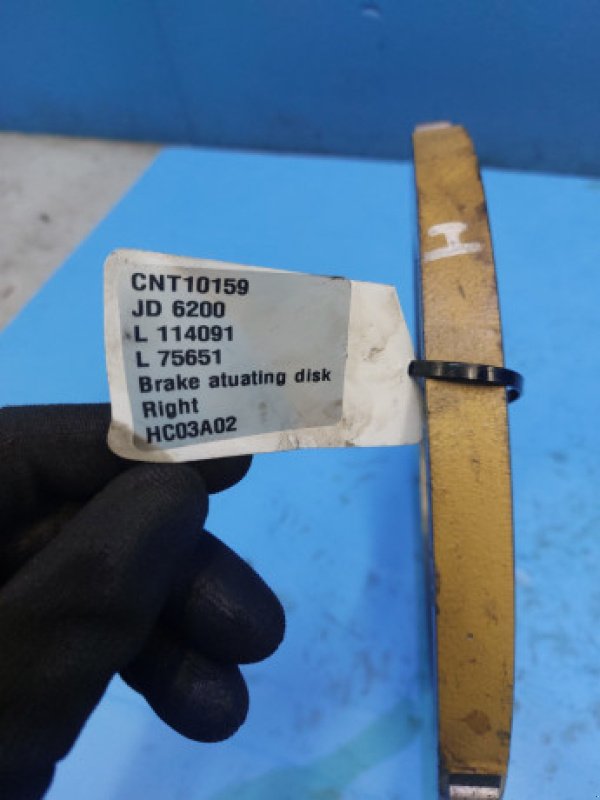 CNT10159
JD 6200
L 114091
L 75651
Brake atuating disk
Right
HC03A02